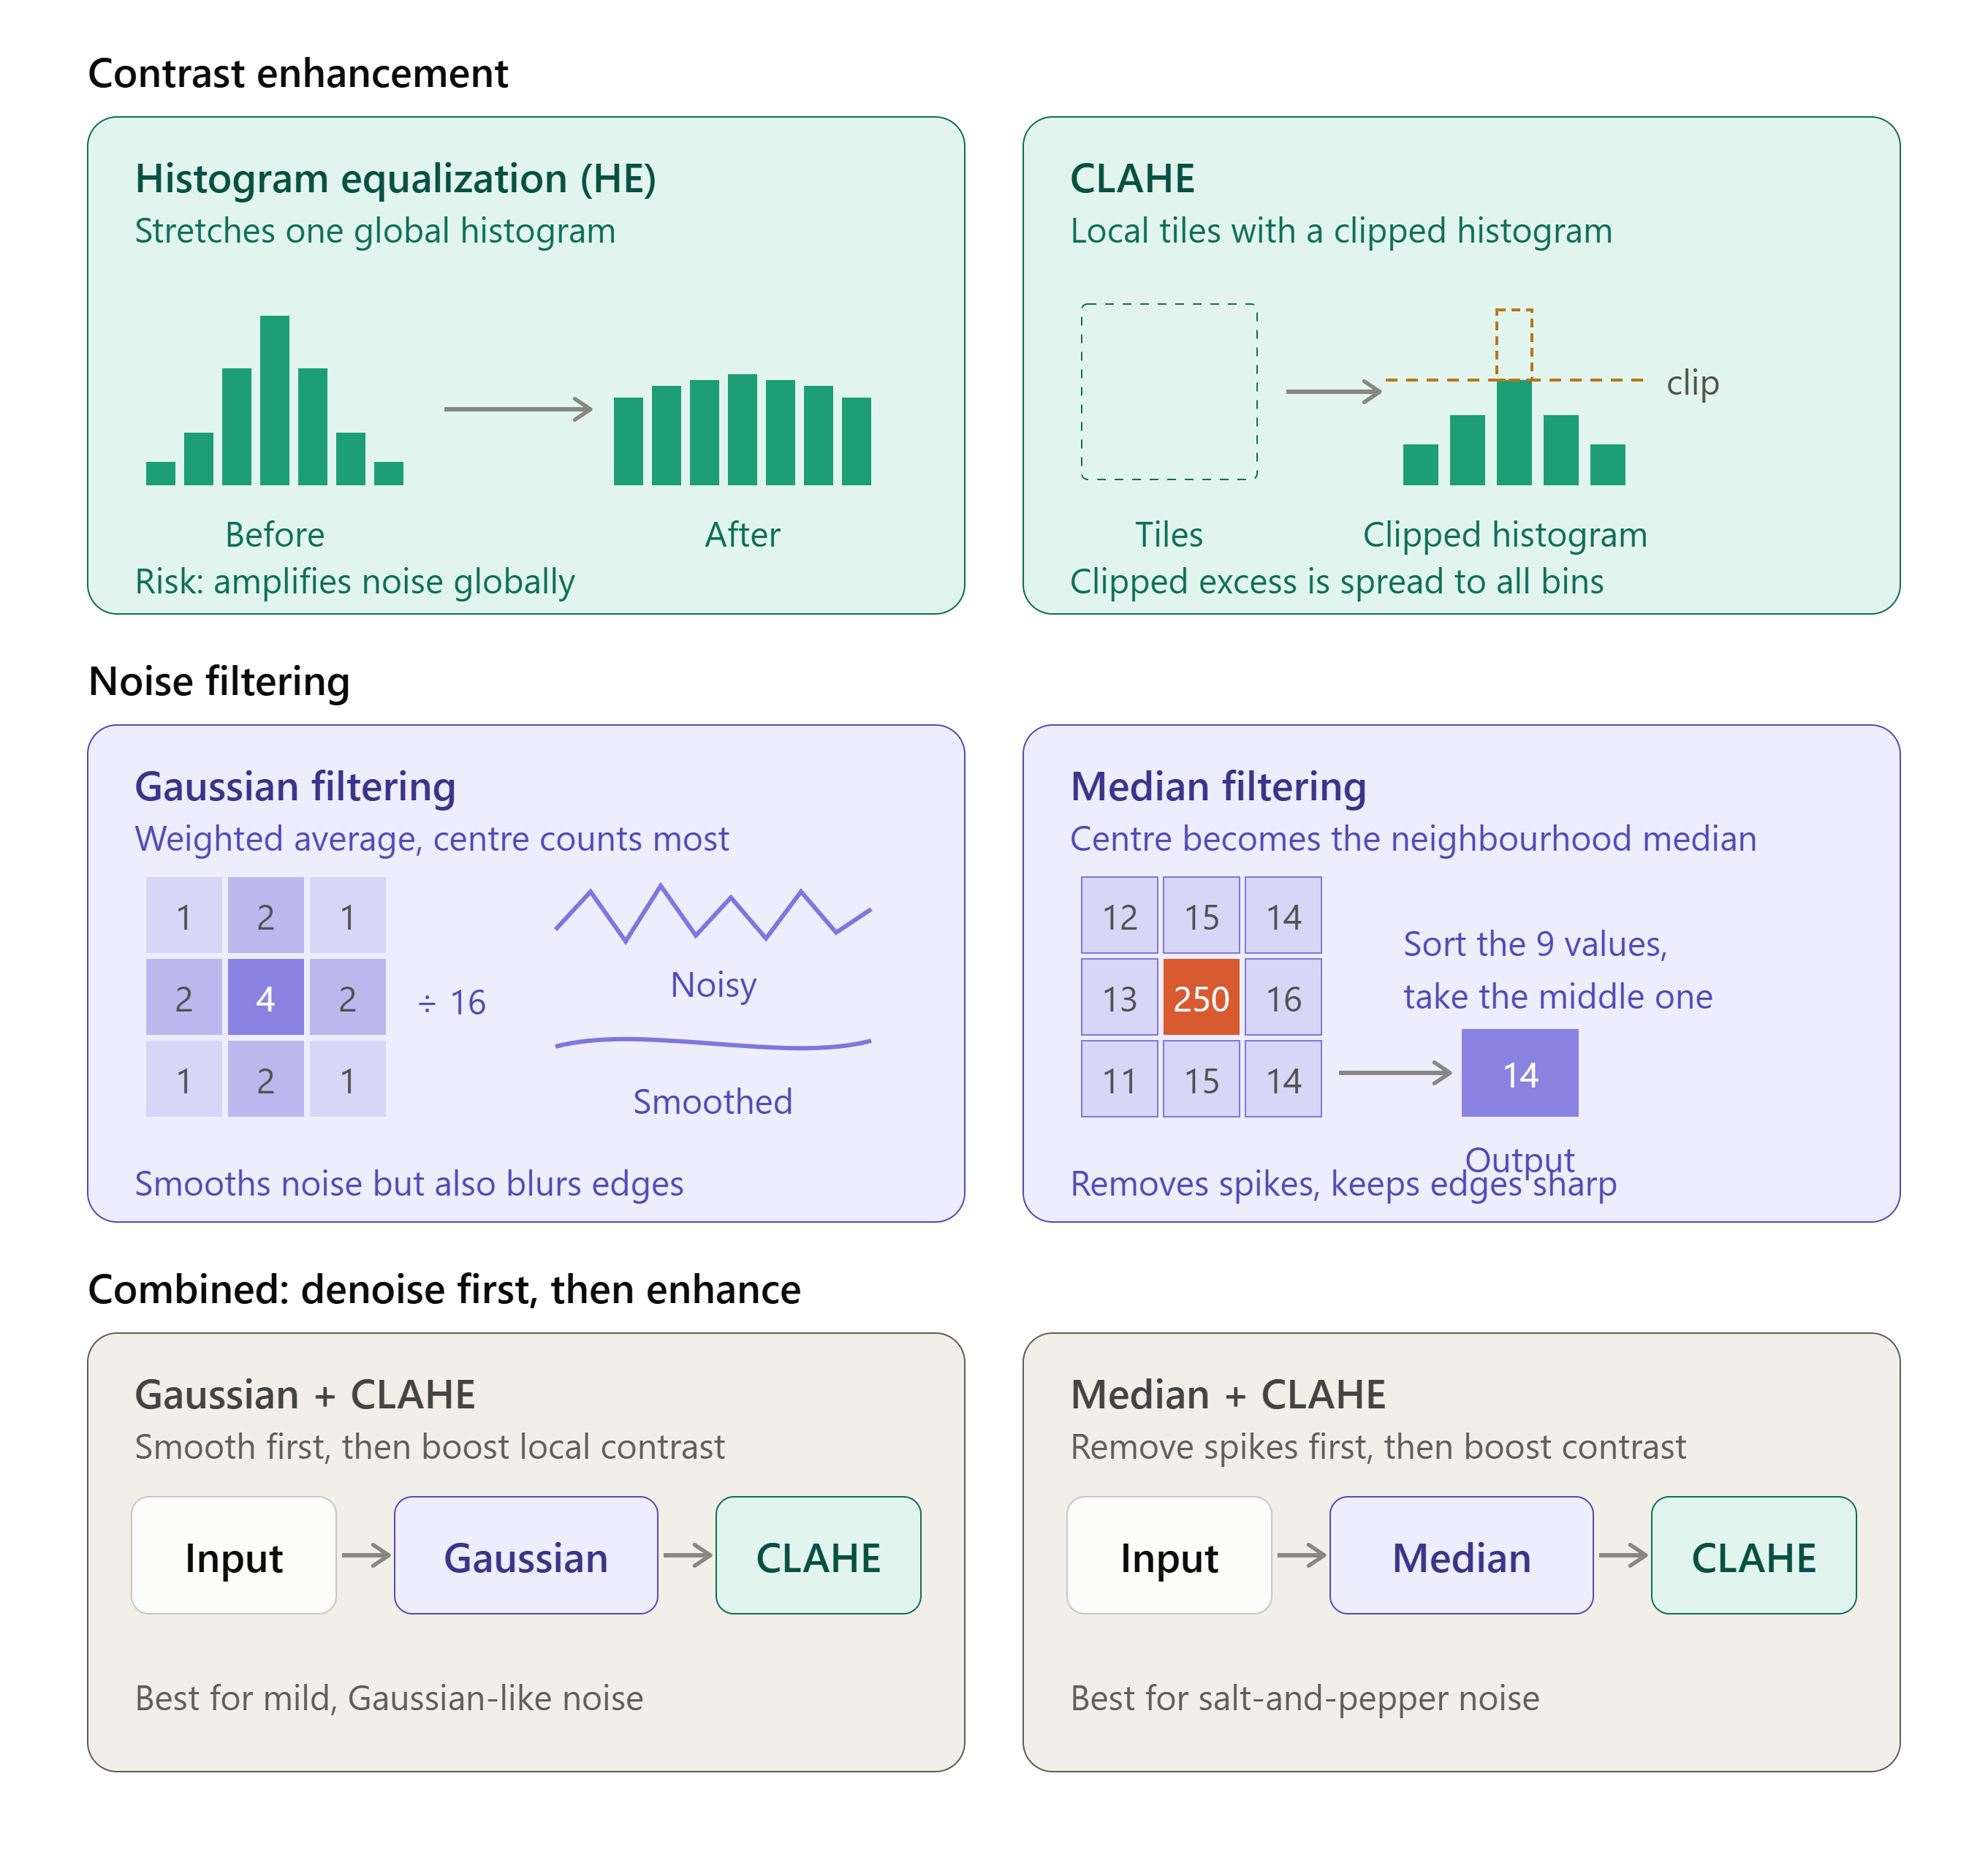 Contrast enhancement
Histogram equalization (HE)
Stretches one global histogram
Before
After
Risk: amplifies noise globally
CLAHE
Local tiles with a clipped histogram
clip
Tiles
Clipped histogram
Clipped excess is spread to all bins
Noise filtering
Gaussian filtering
Weighted average, centre counts most
1 2 1
2 4 2
÷ 16
1 2 1
Noisy
Smoothed
Smooths noise but also blurs edges
Median filtering
Centre becomes the neighbourhood median
12 15 14
13 250 16
11 15 14
Sort the 9 values,
take the middle one
14
Output
Removes spikes, keeps edges sharp
Combined: denoise first, then enhance
Gaussian + CLAHE
Smooth first, then boost local contrast
Input
Gaussian
CLAHE
Best for mild, Gaussian-like noise
Median + CLAHE
Remove spikes first, then boost contrast
Input
Median
CLAHE
Best for salt-and-pepper noise